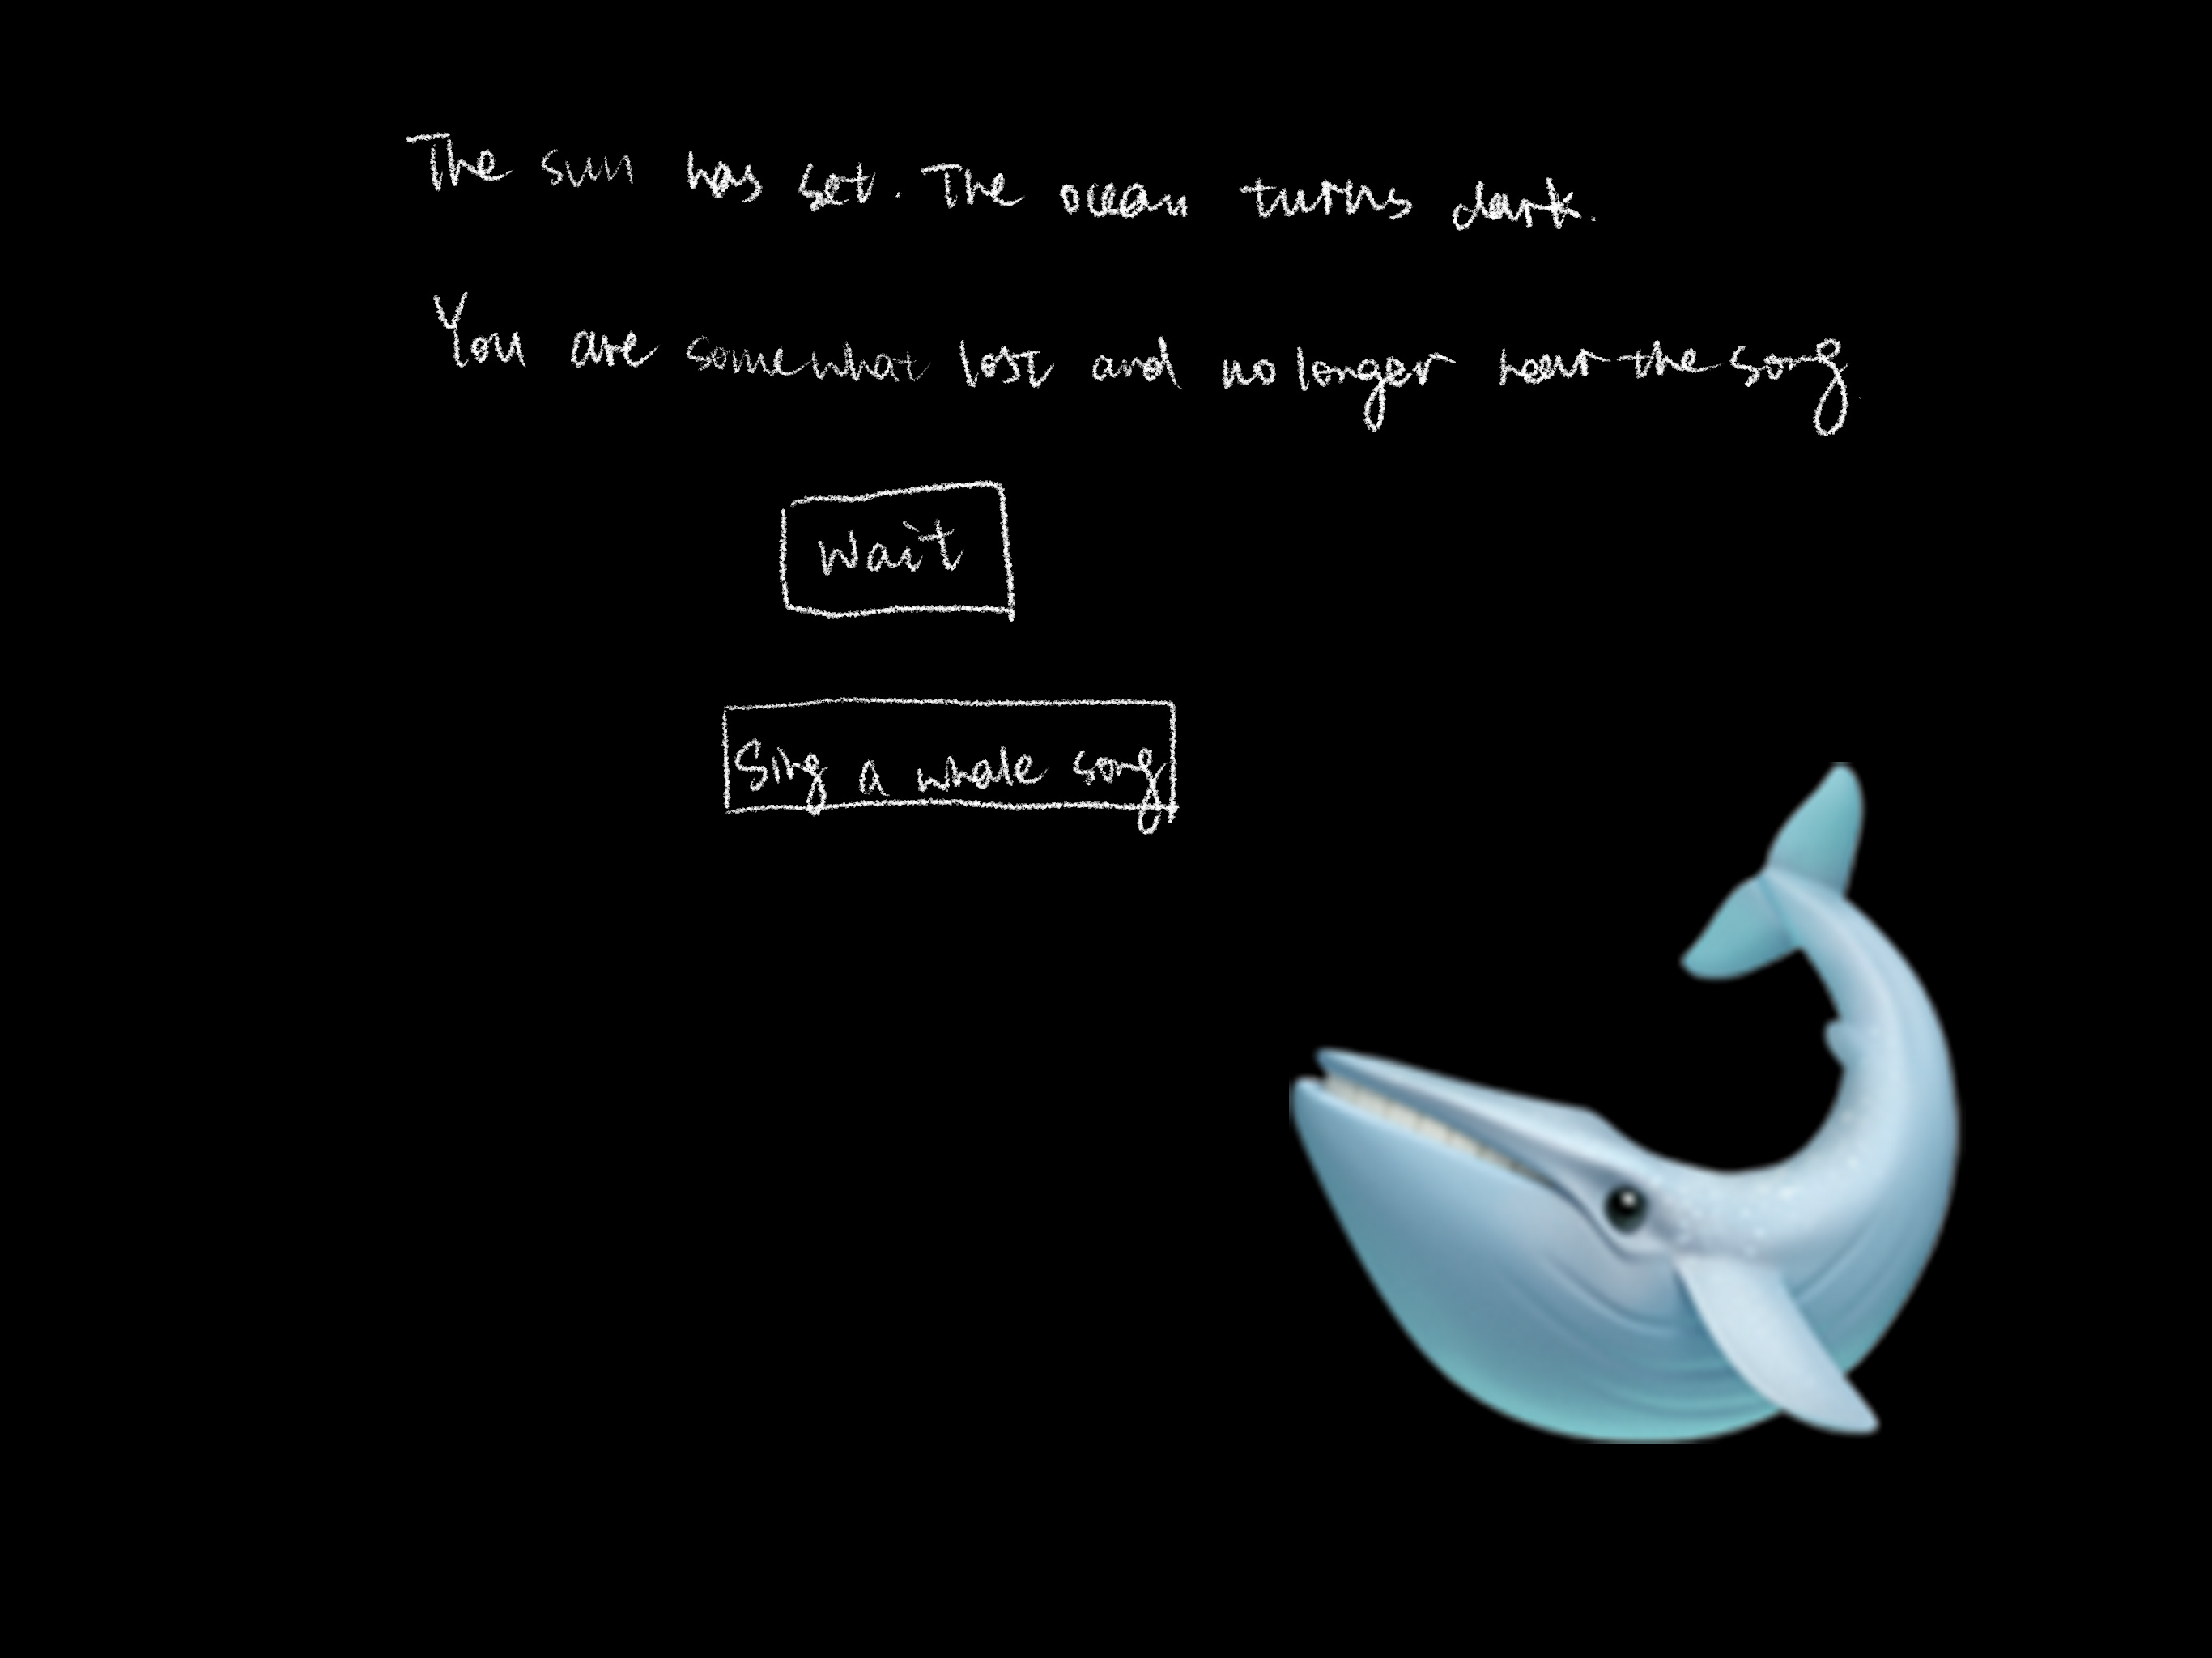 The sun has set. The ocean turns dark.
You are somewhat lost and no longer hear the song.
Wait
Sing a whale song